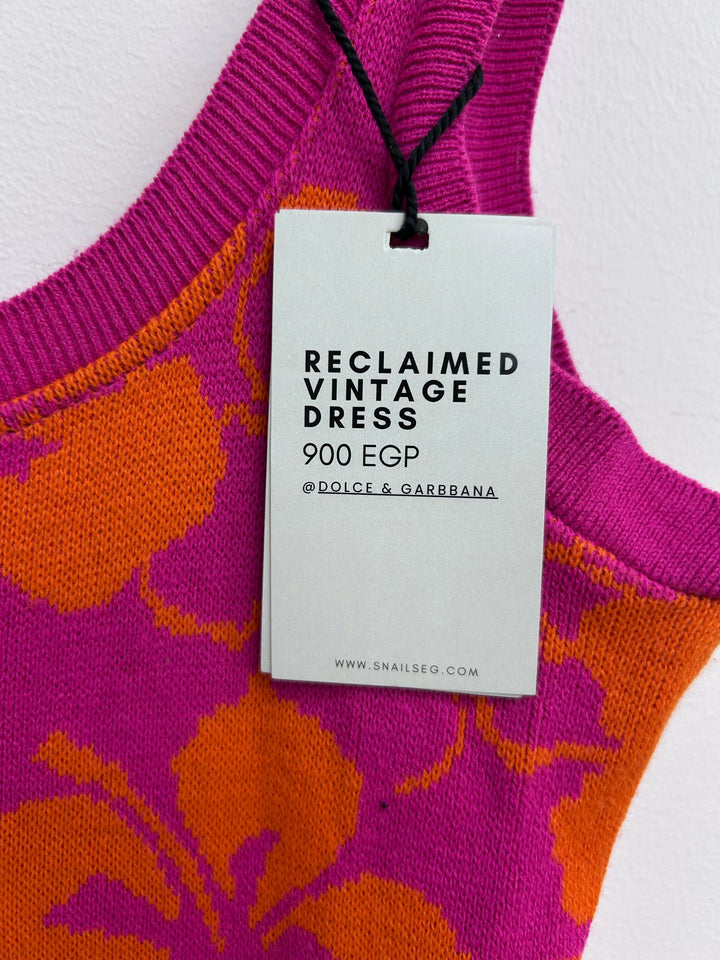 RECLAIMED
VINTAGE
DRESS
900 EGP
@DOLCE & GARBBANA
WWW.SNAILSEG.COM